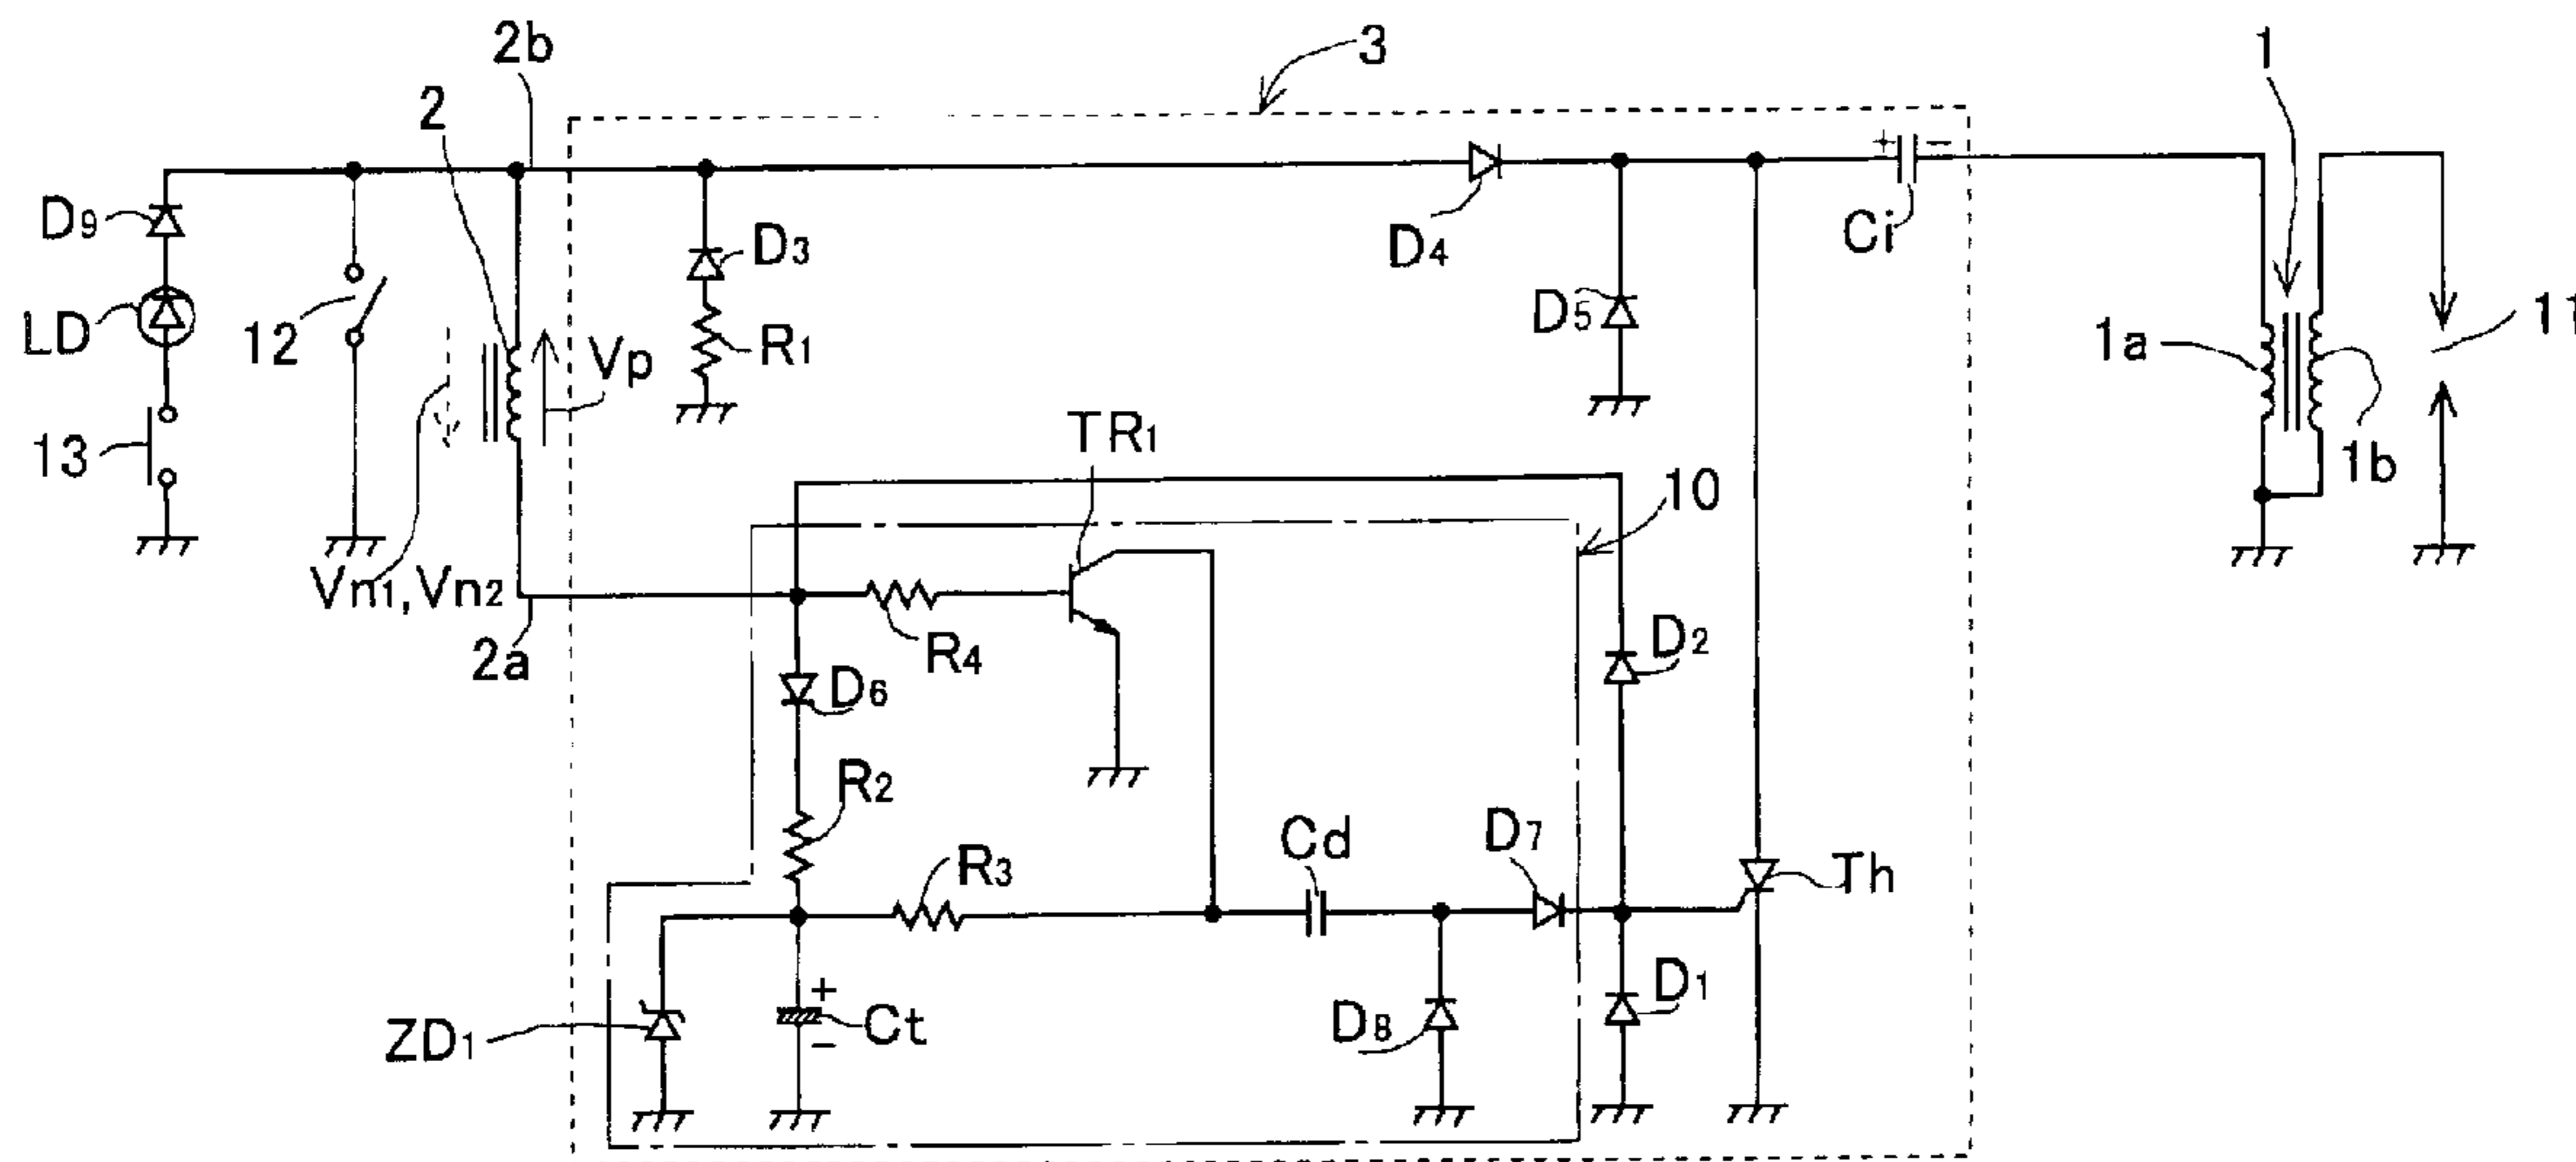 2b
3
1
2
+ −
D9
D3
D4
Ci
LD
12
D5
11
Vp
R1
1a
TR1
13
1b
10
Vn1,Vn2
R4
D2
2a
D6
R2
Cd
D7
R3
Th
D1
+
ZD1
Ct
D8
−